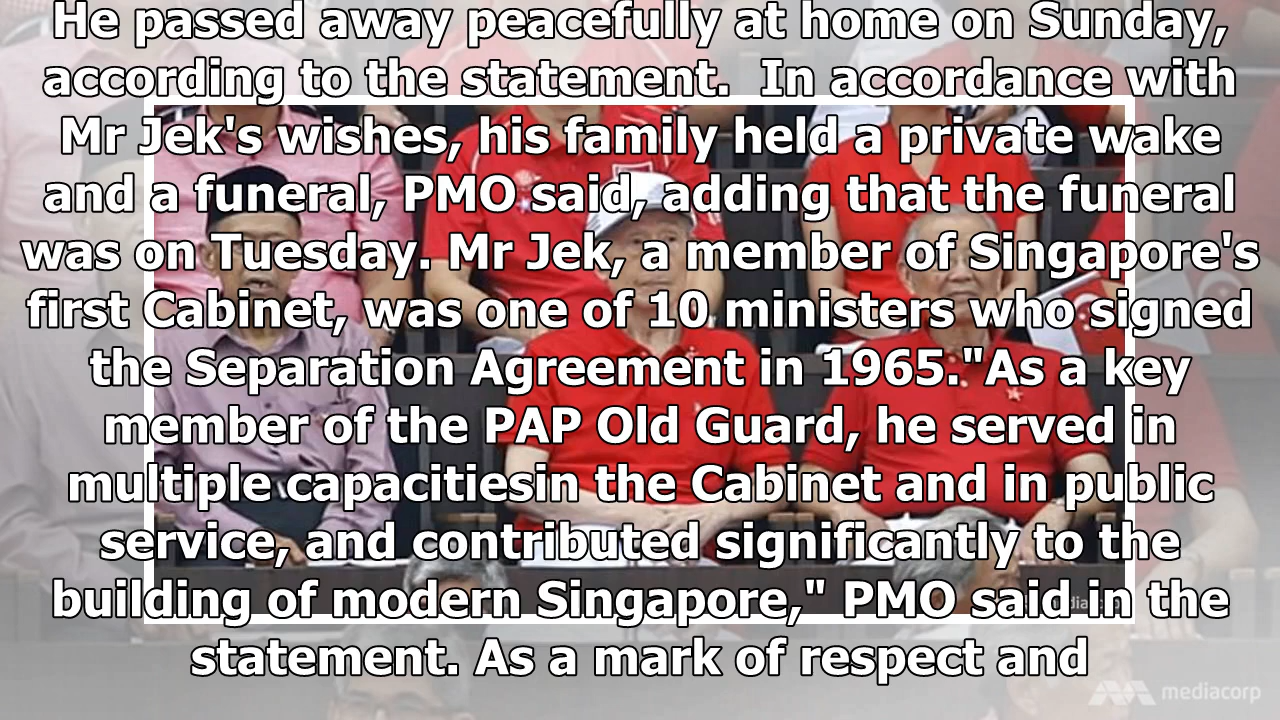 He passed away peacefully at home on Sunday,
according to the statement.  In accordance with
Mr Jek's wishes, his family held a private wake
and a funeral, PMO said, adding that the funeral
was on Tuesday. Mr Jek, a member of Singapore's
first Cabinet, was one of 10 ministers who signed
the Separation Agreement in 1965."As a key
member of the PAP Old Guard, he served in
multiple capacitiesin the Cabinet and in public
service, and contributed significantly to the
building of modern Singapore," PMO said in the
statement. As a mark of respect and
mediacorp